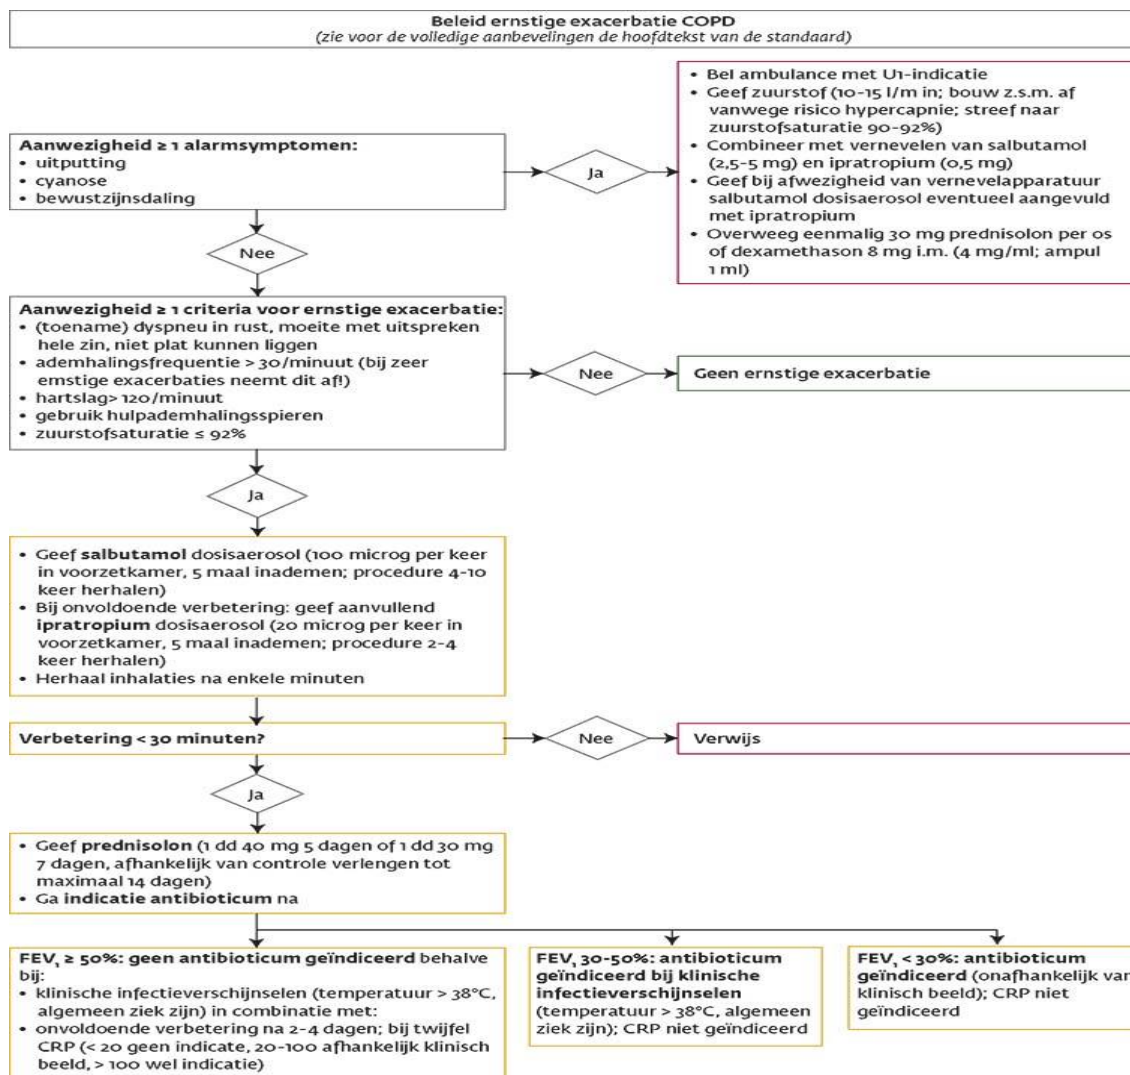 Beleid ernstige exacerbatie COPD
(zie voor de volledige aanbevelingen de hoofdtekst van de standaard)
Aanwezigheid ≥ 1 alarmsymptomen:
• uitputting
• cyanose
• bewustzijnsdaling
Ja
• Bel ambulance met U1-indicatie
• Geef zuurstof (10-15 l/m in; bouw z.s.m. af
vanwege risico hypercapnie; streef naar
zuurstofsaturatie 90-92%)
• Combineer met vernevelen van salbutamol
(2,5-5 mg) en ipratropium (0,5 mg)
• Geef bij afwezigheid van vernevelapparatuur
salbutamol dosisaerosol eventueel aangevuld
met ipratropium
• Overweeg eenmalig 30 mg prednisolon per os
of dexamethason 8 mg i.m. (4 mg/ml; ampul
1 ml)
Nee
Aanwezigheid ≥ 1 criteria voor ernstige exacerbatie:
• (toename) dyspneu in rust, moeite met uitspreken
hele zin, niet plat kunnen liggen
• ademhalingsfrequentie > 30/minuut (bij zeer
ernstige exacerbaties neemt dit af!)
• hartslag> 120/minuut
• gebruik hulpademhalingsspieren
• zuurstofsaturatie ≤ 92%
Nee
Geen ernstige exacerbatie
Ja
• Geef salbutamol dosisaerosol (100 microg per keer
in voorzetkamer, 5 maal inademen; procedure 4-10
keer herhalen)
• Bij onvoldoende verbetering: geef aanvullend
ipratropium dosisaerosol (20 microg per keer in
voorzetkamer, 5 maal inademen; procedure 2-4
keer herhalen)
• Herhaal inhalaties na enkele minuten
Verbetering < 30 minuten?
Nee
Verwijs
Ja
• Geef prednisolon (1 dd 40 mg 5 dagen of 1 dd 30 mg
7 dagen, afhankelijk van controle verlengen tot
maximaal 14 dagen)
• Ga indicatie antibioticum na
FEV₁ ≥ 50%: geen antibioticum geïndiceerd behalve
bij:
• klinische infectieverschijnselen (temperatuur > 38°C,
algemeen ziek zijn) in combinatie met:
• onvoldoende verbetering na 2-4 dagen; bij twijfel
CRP (< 20 geen indicate, 20-100 afhankelijk klinisch
beeld, > 100 wel indicatie)
FEV₁ 30-50%: antibioticum
geïndiceerd bij klinische
infectieverschijnselen
(temperatuur > 38°C, algemeen
ziek zijn); CRP niet geïndiceerd
FEV₁ < 30%: antibioticum
geïndiceerd (onafhankelijk van
klinisch beeld); CRP niet
geïndiceerd